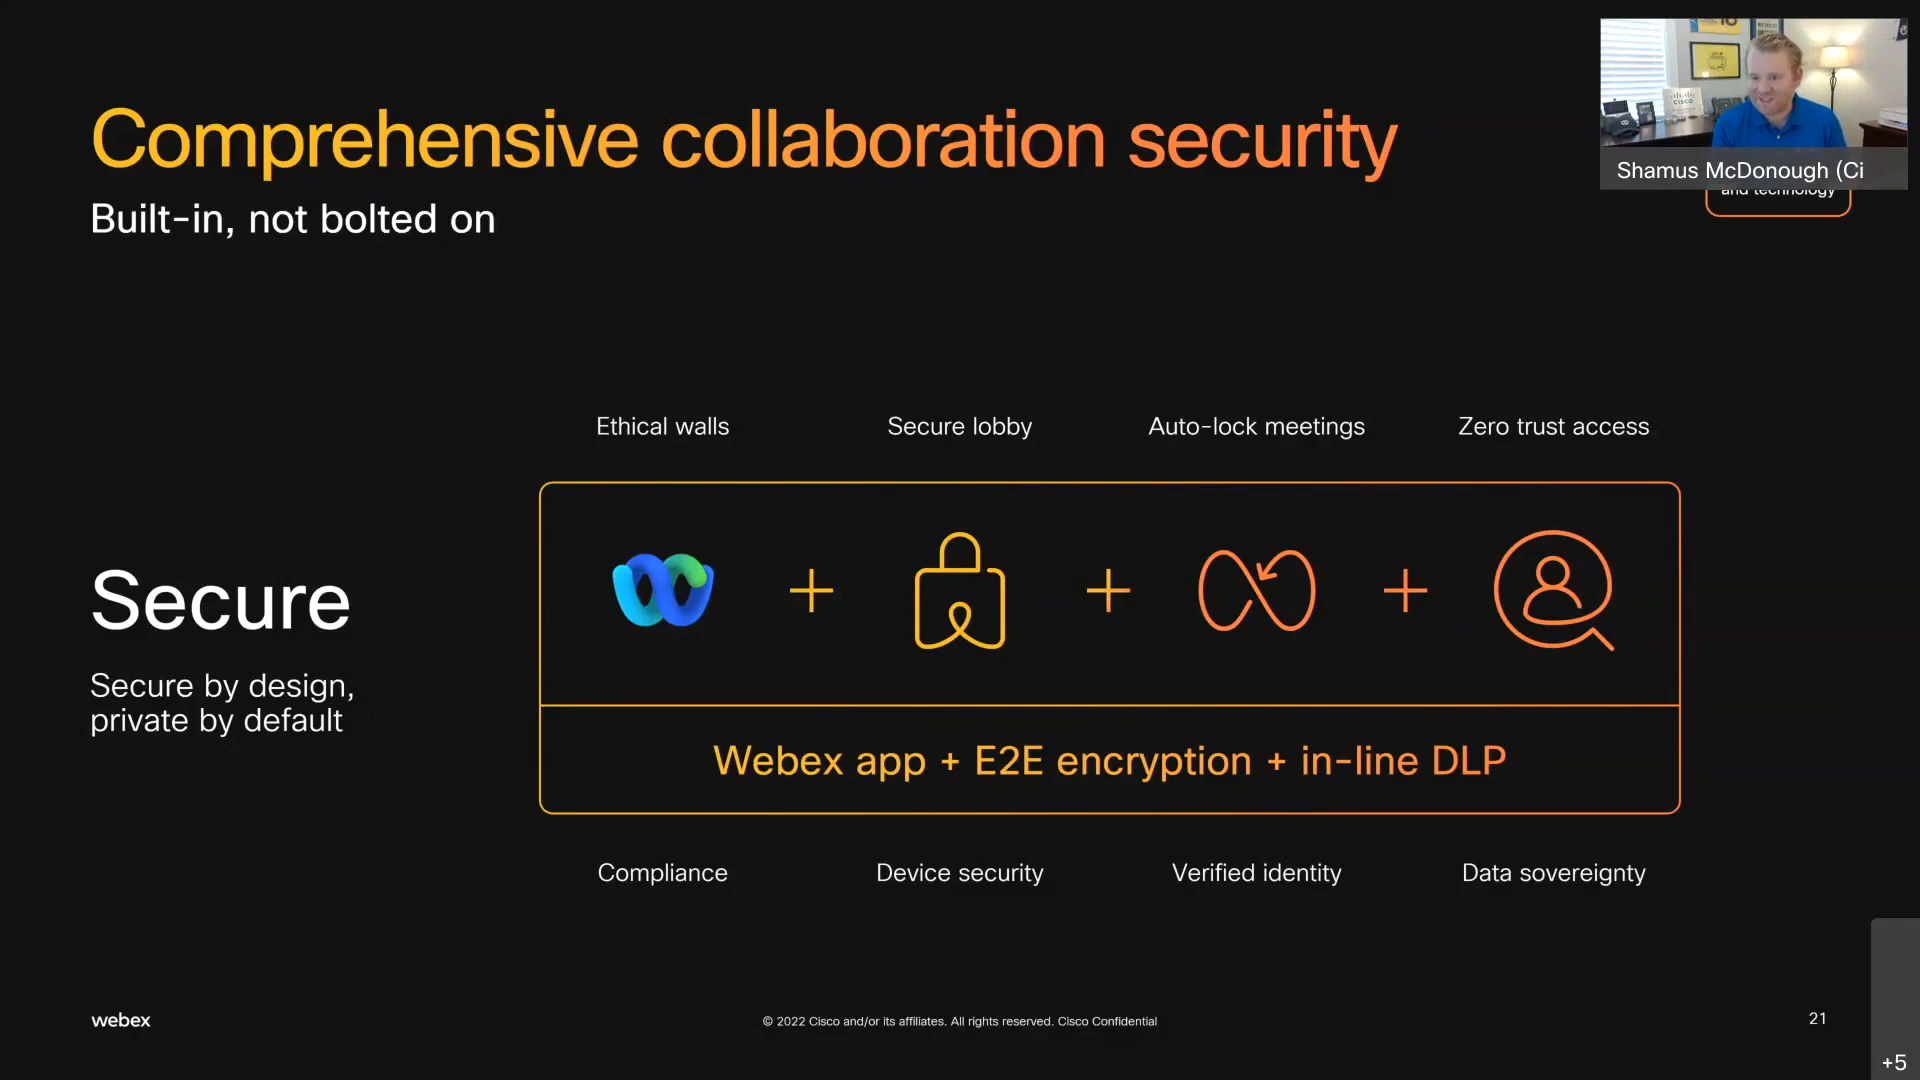 Comprehensive collaboration security
Built-in, not bolted on
Shamus McDonough (Ci
and technology
Ethical walls
Secure lobby
Auto-lock meetings
Zero trust access
Secure
Secure by design,
private by default
Webex app + E2E encryption + in-line DLP
Compliance
Device security
Verified identity
Data sovereignty
webex
© 2022 Cisco and/or its affiliates. All rights reserved. Cisco Confidential
21
+5